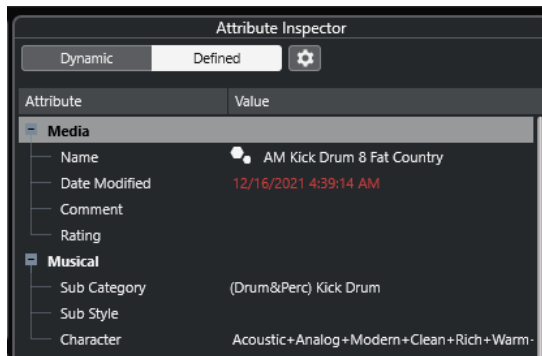 Attribute Inspector
Dynamic Defined
Attribute Value
Media
Name AM Kick Drum 8 Fat Country
Date Modified 12/16/2021 4:39:14 AM
Comment
Rating
Musical
Sub Category (Drum&Perc) Kick Drum
Sub Style
Character Acoustic+Analog+Modern+Clean+Rich+Warm-